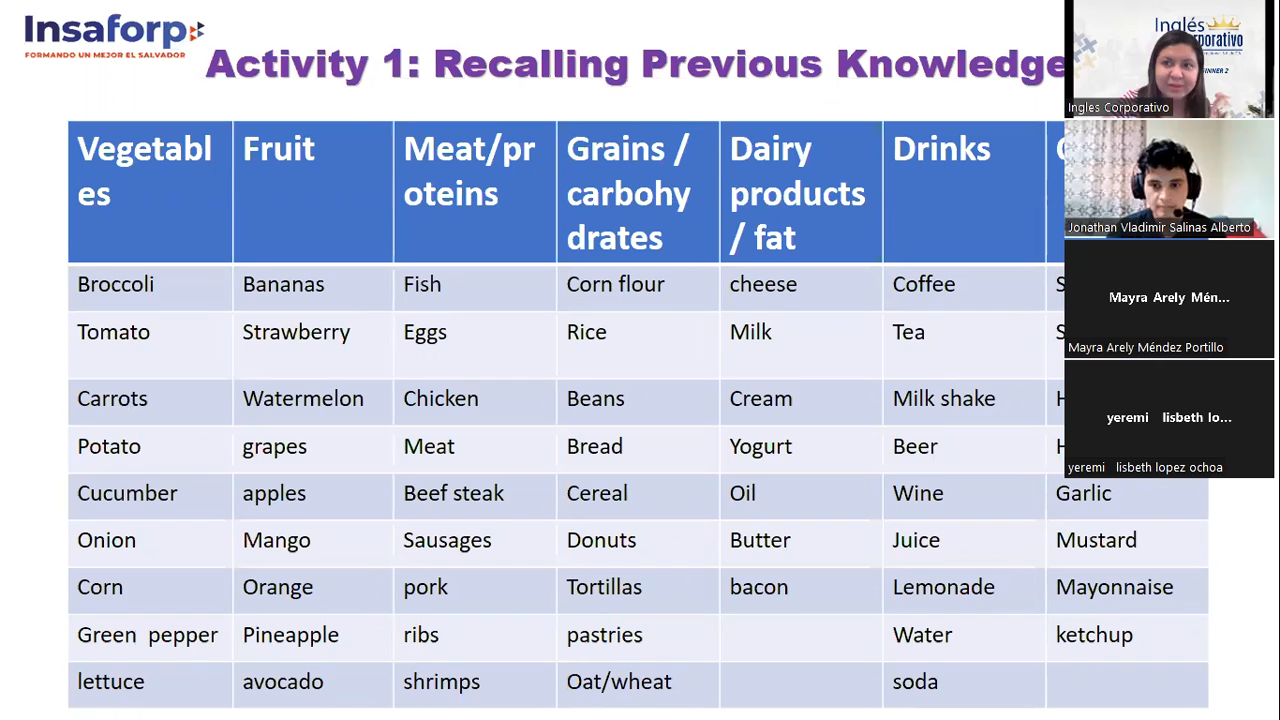 Insaforp
FORMANDO UN MEJOR EL SALVADOR
Activity 1: Recalling Previous Knowledge
Vegetabl
es
Fruit
Meat/pr
oteins
Grains /
carbohy
drates
Dairy
products
/ fat
Drinks
Broccoli
Bananas
Fish
Corn flour
cheese
Coffee
Tomato
Strawberry
Eggs
Rice
Milk
Tea
Carrots
Watermelon
Chicken
Beans
Cream
Milk shake
Potato
grapes
Meat
Bread
Yogurt
Beer
Cucumber
apples
Beef steak
Cereal
Oil
Wine
Garlic
Onion
Mango
Sausages
Donuts
Butter
Juice
Mustard
Corn
Orange
pork
Tortillas
bacon
Lemonade
Mayonnaise
Green pepper
Pineapple
ribs
pastries
Water
ketchup
lettuce
avocado
shrimps
Oat/wheat
soda
Inglés
Ingles Corporativo
Jonathan Vladimir Salinas Alberto
Mayra Arely Mén...
Mayra Arely Méndez Portillo
yeremi lisbeth lo...
yeremi lisbeth lopez ochoa